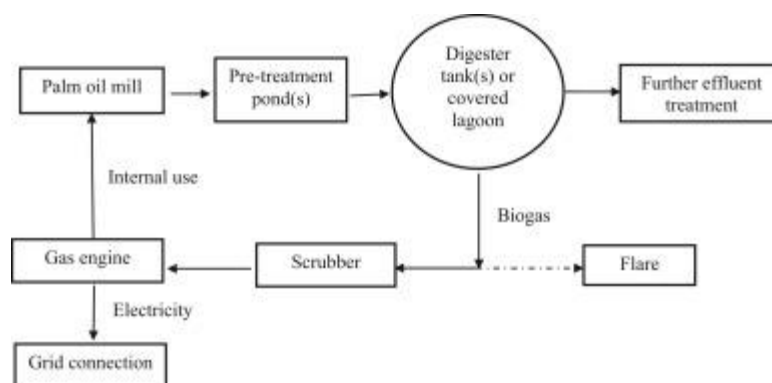 Palm oil mill
Pre-treatment
pond(s)
Digester
tank(s) or
covered
lagoon
Further effluent
treatment
Internal use
Biogas
Gas engine
Scrubber
Flare
Electricity
Grid connection